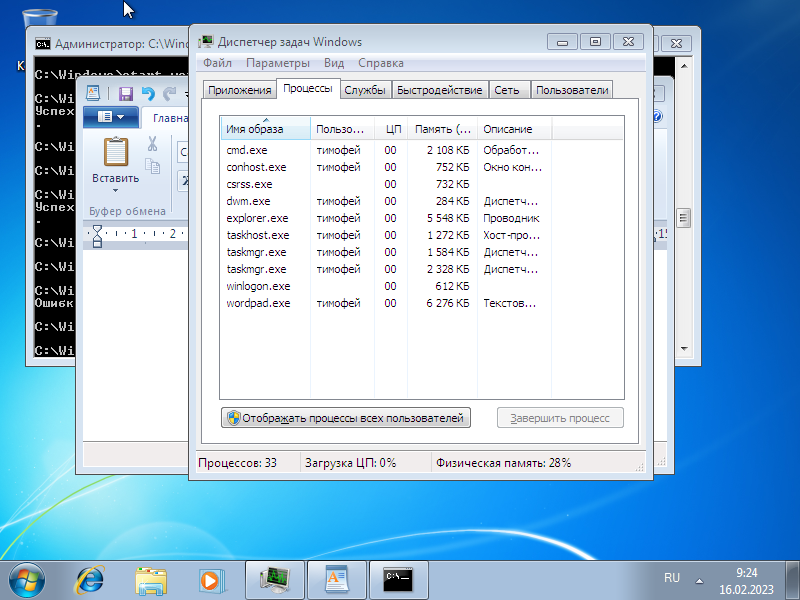 Администратор: C:\Wind
Диспетчер задач Windows
Файл Параметры Вид Справка
Приложения Процессы Службы Быстродействие Сеть Пользователи
Имя образа Пользо... ЦП Память (... Описание
cmd.exe тимофей 00 2 108 КБ Обработ...
conhost.exe тимофей 00 752 КБ Окно кон...
csrss.exe 00 732 КБ
dwm.exe тимофей 00 284 КБ Диспетч...
explorer.exe тимофей 00 5 548 КБ Проводник
taskhost.exe тимофей 00 1 272 КБ Хост-про...
taskmgr.exe тимофей 00 1 584 КБ Диспетч...
taskmgr.exe тимофей 00 2 328 КБ Диспетч...
winlogon.exe 00 612 КБ
wordpad.exe тимофей 00 6 276 КБ Текстов...
Отображать процессы всех пользователей
Завершить процесс
Процессов: 33 Загрузка ЦП: 0% Физическая память: 28%
C:\Wi
Успех
C:\Wi
C:\Wi
Успех
C:\Wi
C:\Wi
C:\Wi
Ошибк
C:\Wi
C:\Wi
Главна
Вставить
Буфер обмена
1 2
15
RU
9:24
16.02.2023